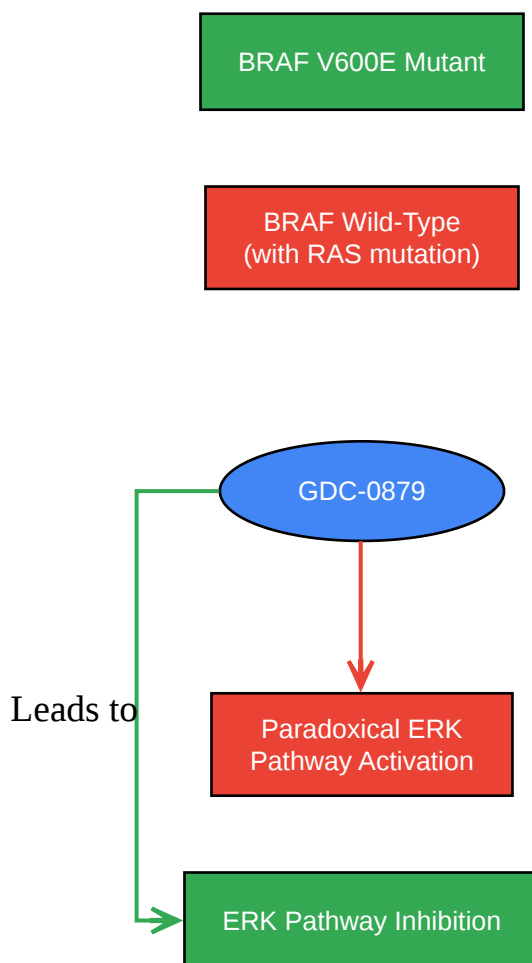 BRAF V600E Mutant
BRAF Wild-Type
(with RAS mutation)
GDC-0879
Leads to
Paradoxical ERK
Pathway Activation
ERK Pathway Inhibition